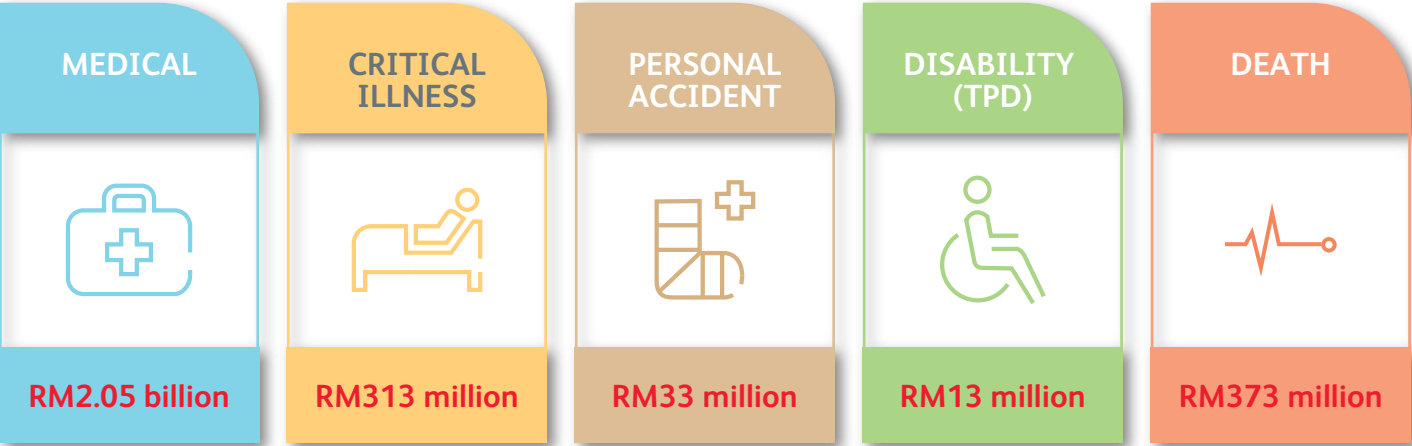 MEDICAL
RM2.05 billion
CRITICAL
ILLNESS
RM313 million
PERSONAL
ACCIDENT
RM33 million
DISABILITY
(TPD)
RM13 million
DEATH
RM373 million